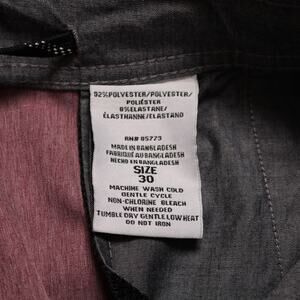 92%POLYESTER/POLYESTER/
POLIÉSTER
8%ELASTANE/
ÉLASTHANNE/ELASTANO
RN# 85773
MADE IN BANGLADESH
FABRIQUÉ AU BANGLADESH
HECHO EN BANGLADESH
SIZE
30
MACHINE WASH COLD
GENTLE CYCLE
NON-CHLORINE BLEACH
WHEN NEEDED
TUMBLE DRY GENTLE LOW HEAT
DO NOT IRON